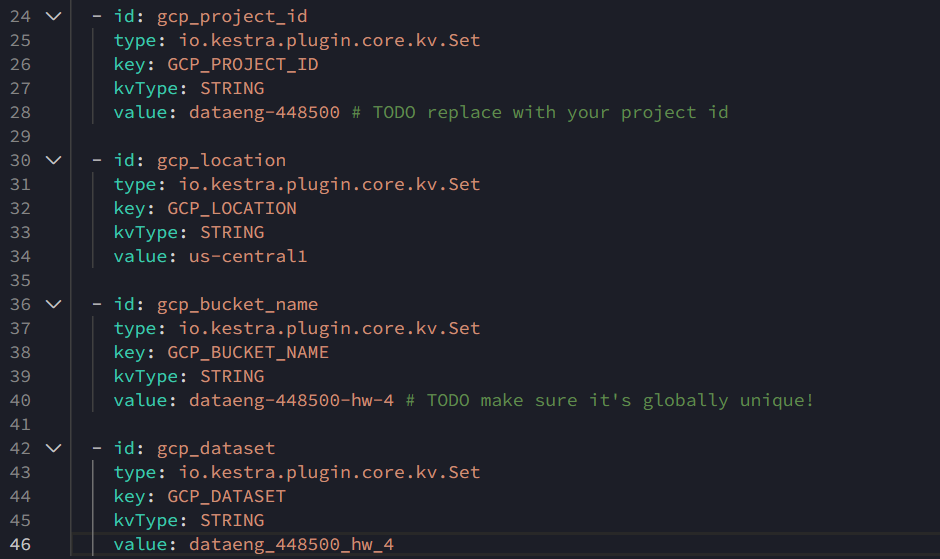 24 - id: gcp_project_id
25 type: io.kestra.plugin.core.kv.Set
26 key: GCP_PROJECT_ID
27 kvType: STRING
28 value: dataeng-448500 # TODO replace with your project id
29
30 - id: gcp_location
31 type: io.kestra.plugin.core.kv.Set
32 key: GCP_LOCATION
33 kvType: STRING
34 value: us-central1
35
36 - id: gcp_bucket_name
37 type: io.kestra.plugin.core.kv.Set
38 key: GCP_BUCKET_NAME
39 kvType: STRING
40 value: dataeng-448500-hw-4 # TODO make sure it's globally unique!
41
42 - id: gcp_dataset
43 type: io.kestra.plugin.core.kv.Set
44 key: GCP_DATASET
45 kvType: STRING
46 value: dataeng_448500_hw_4